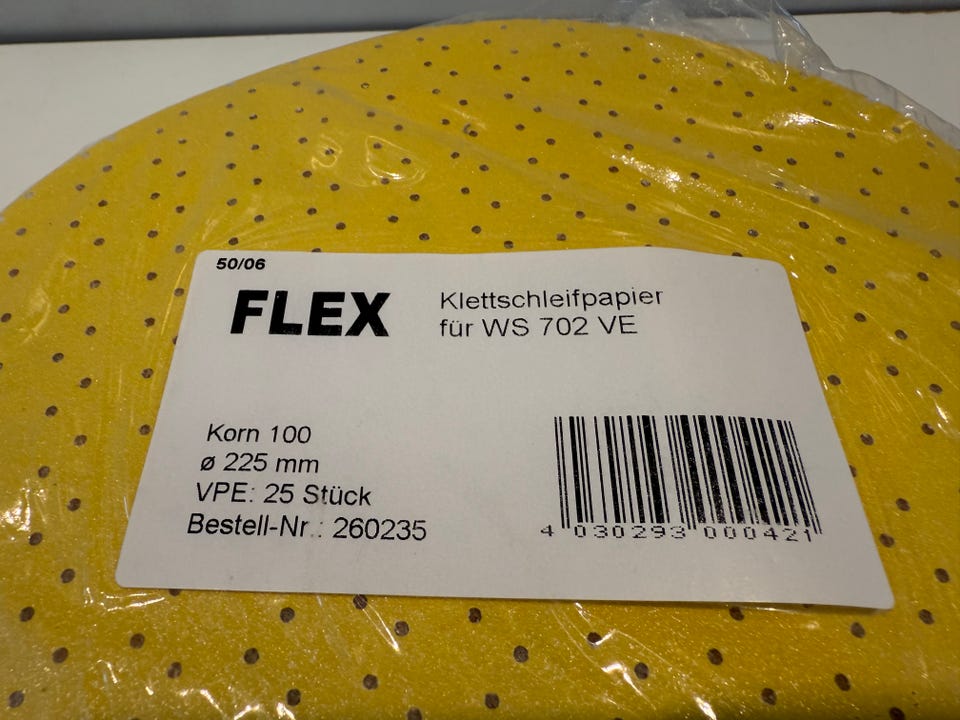 50/06
FLEX
Klettschleifpapier
für WS 702 VE
Korn 100
ø 225 mm
VPE: 25 Stück
Bestell-Nr.: 260235
4 030293 000421